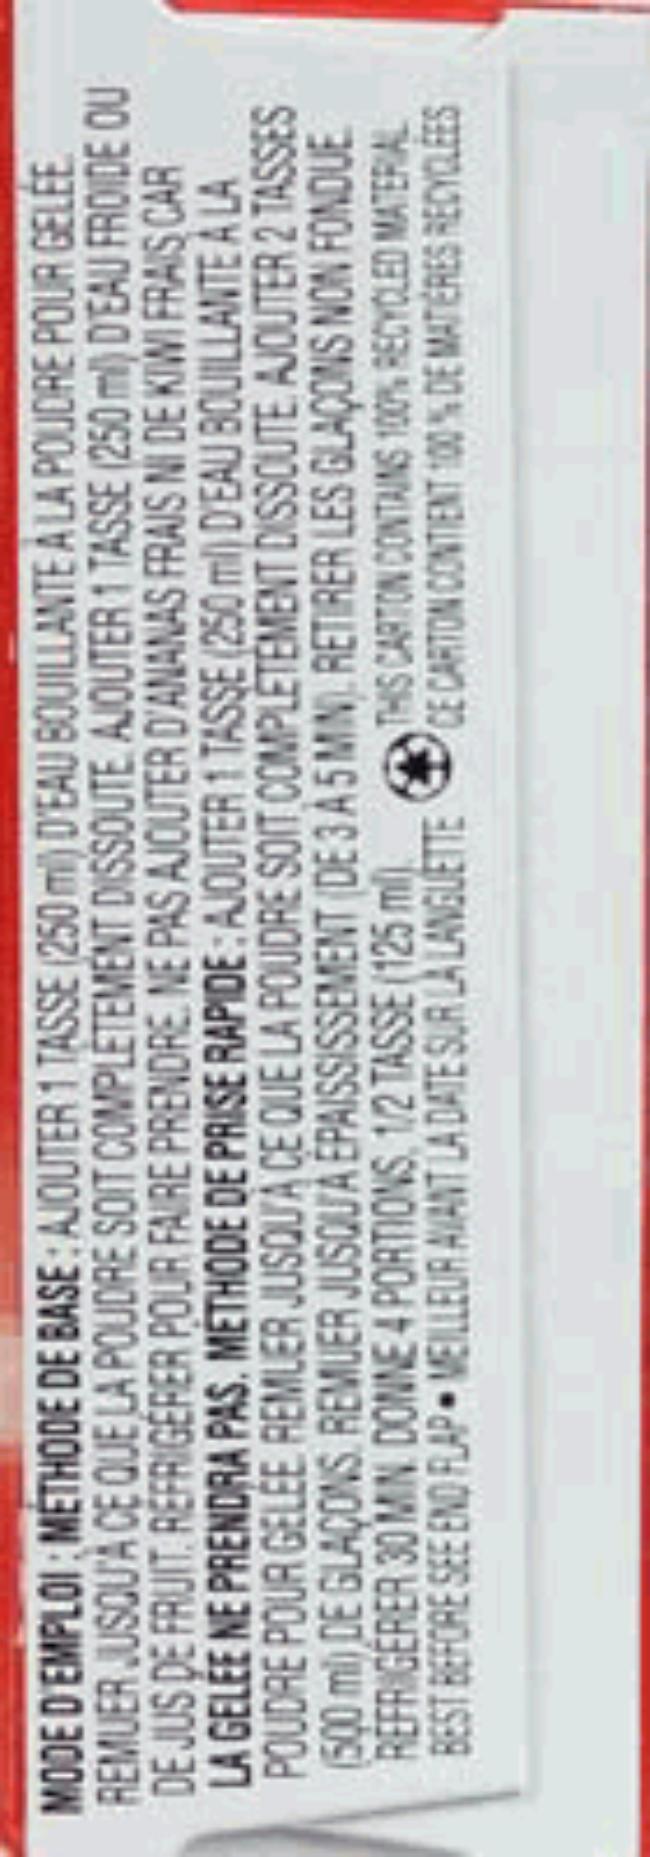 MODE D'EMPLOI : MÉTHODE DE BASE : AJOUTER 1 TASSE (250 ml) D'EAU BOUILLANTE À LA POUDRE POUR GELÉE.
REMUER JUSQU'À CE QUE LA POUDRE SOIT COMPLÈTEMENT DISSOUTE. AJOUTER 1 TASSE (250 ml) D'EAU FROIDE OU
DE JUS DE FRUIT. RÉFRIGÉRER POUR FAIRE PRENDRE. NE PAS AJOUTER D'ANANAS FRAIS NI DE KIWI FRAIS CAR
LA GELÉE NE PRENDRA PAS. MÉTHODE DE PRISE RAPIDE : AJOUTER 1 TASSE (250 ml) D'EAU BOUILLANTE À LA
POUDRE POUR GELÉE. REMUER JUSQU'À CE QUE LA POUDRE SOIT COMPLÈTEMENT DISSOUTE. AJOUTER 2 TASSES
(500 ml) DE GLAÇONS. REMUER JUSQU'À ÉPAISSISSEMENT (DE 3 À 5 MIN). RETIRER LES GLAÇONS NON FONDUE.
RÉFRIGÉRER 30 MIN. DONNE 4 PORTIONS, 1/2 TASSE (125 ml).
BEST BEFORE SEE END FLAP • MEILLEUR AVANT LA DATE SUR LA LANGUETTE
THIS CARTON CONTAINS 100% RECYCLED MATERIAL.
CE CARTON CONTIENT 100 % DE MATIÈRES RECYCLÉES